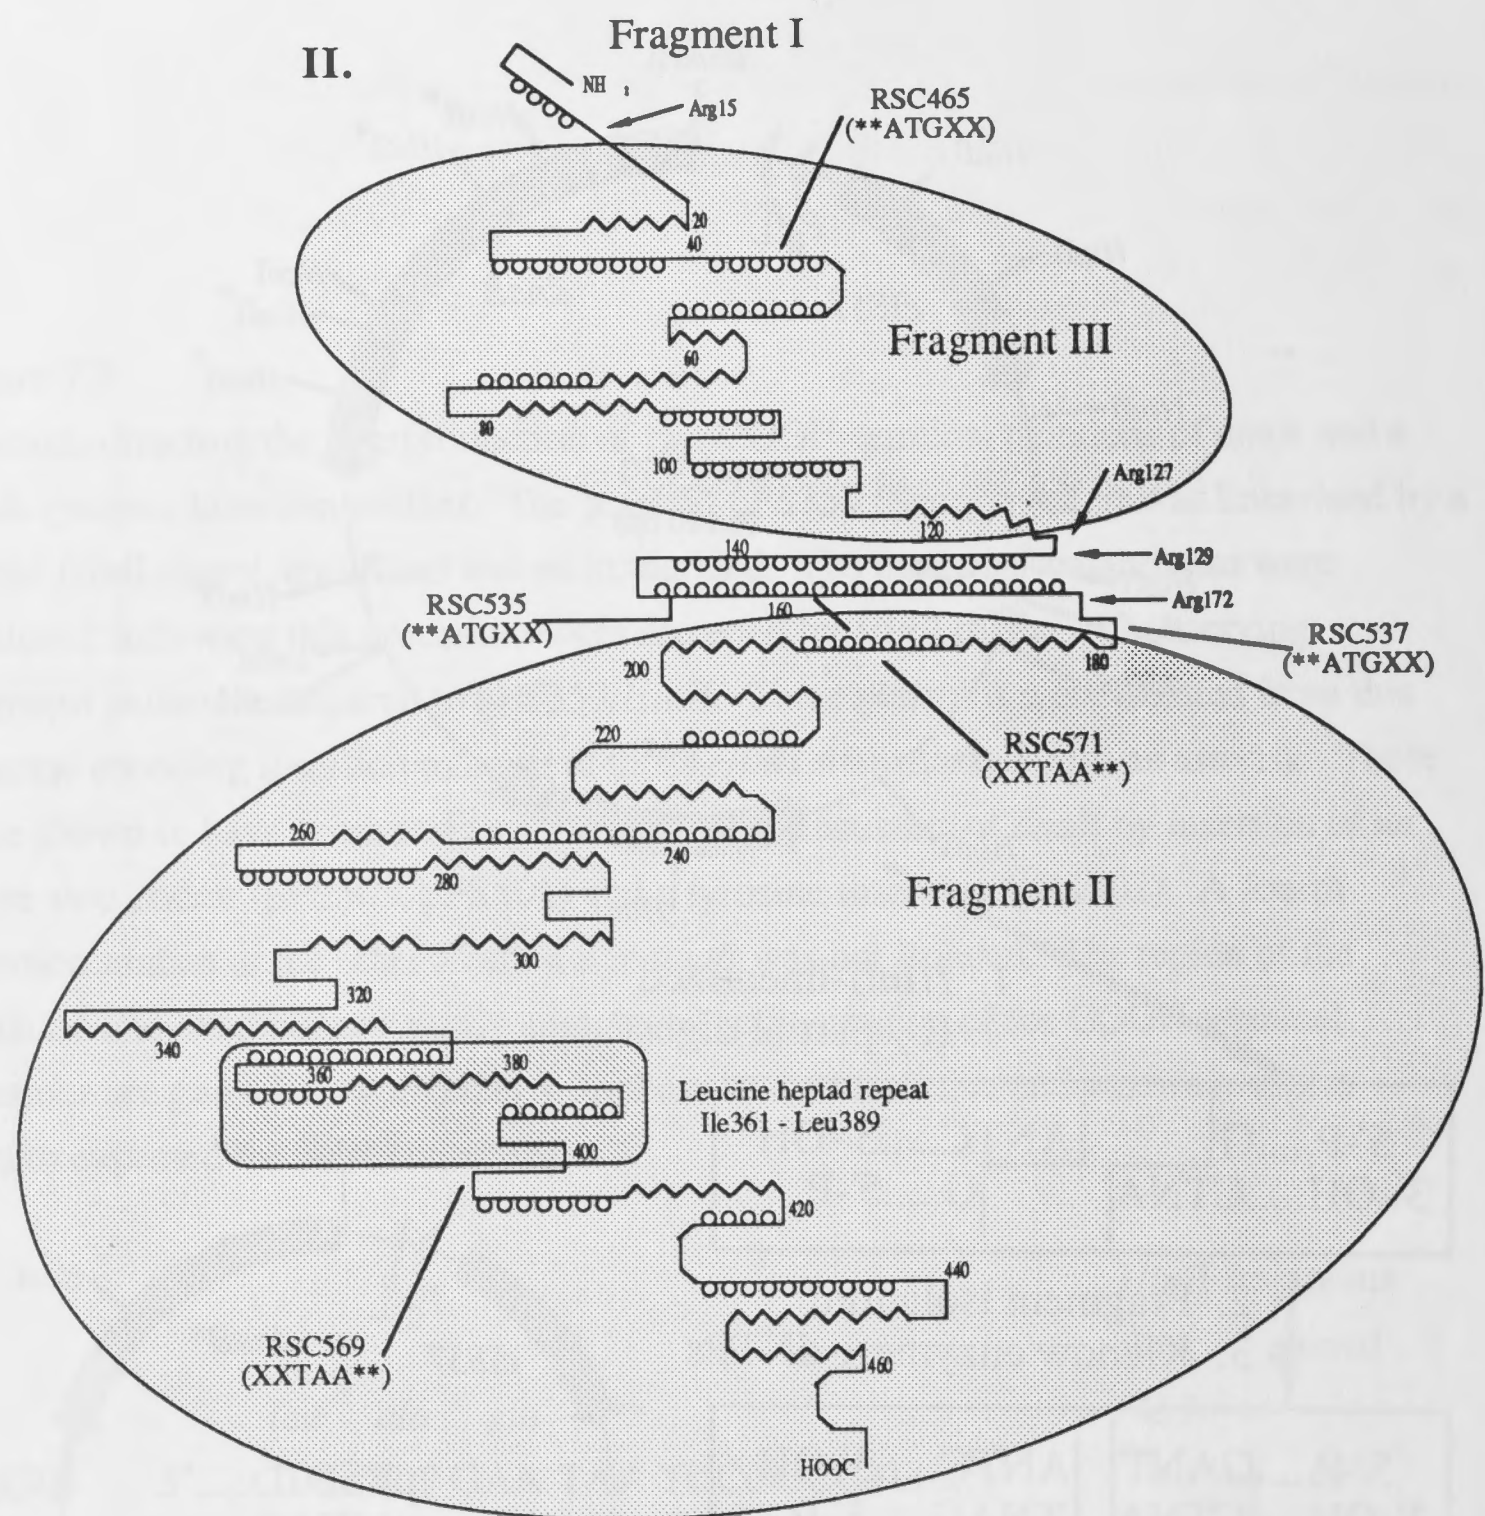 II.
Fragment I
NH 2
Arg15
RSC465
(**ATGXX)
20
40
Fragment III
60
80
100
Arg127
120
140
Arg129
160
Arg172
RSC535
(**ATGXX)
RSC537
(**ATGXX)
180
200
220
RSC571
(XXTAA**)
240
260
280
Fragment II
300
320
340
360
380
Leucine heptad repeat
Ile361 - Leu389
400
420
440
RSC569
(XXTAA**)
460
HOOC